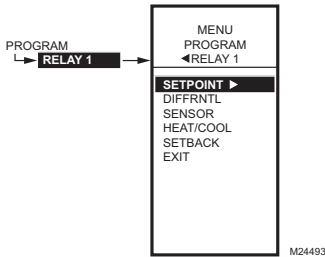 PROGRAM
RELAY 1
MENU
PROGRAM
◄RELAY 1
SETPOINT ►
DIFFRNTL
SENSOR
HEAT/COOL
SETBACK
EXIT
M24493